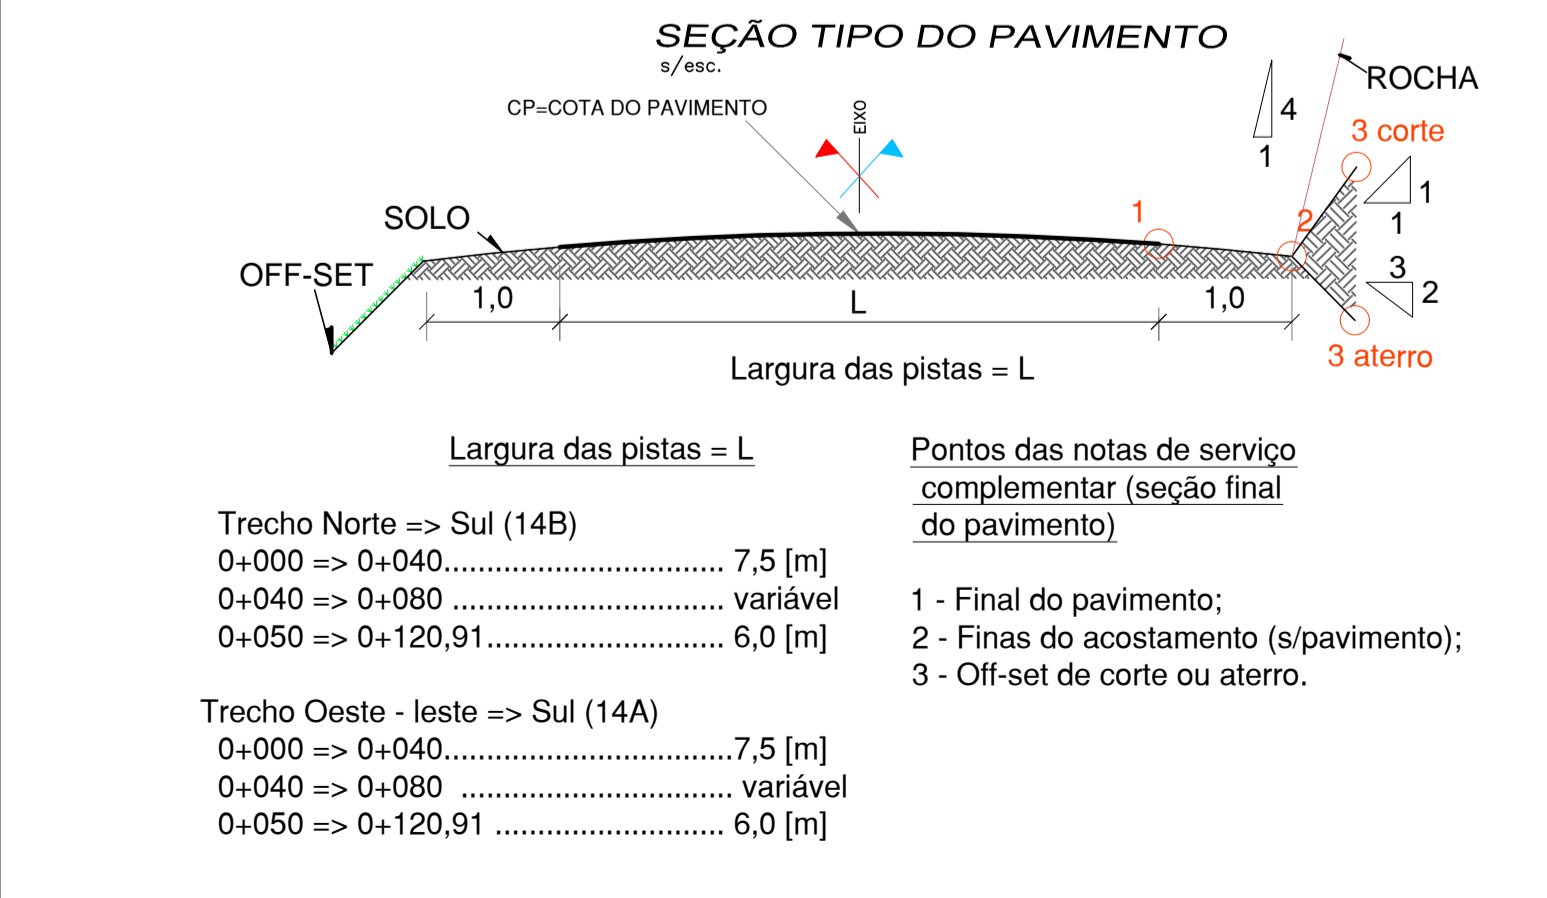 SEÇÃO TIPO DO PAVIMENTO
s/esc.
CP=COTA DO PAVIMENTO
EIXO
ROCHA
4
1
3 corte
1
1
SOLO
1
2
OFF-SET
3
2
1,0
L
1,0
3 aterro
Largura das pistas = L
Largura das pistas = L
Trecho Norte => Sul (14B)
0+000 => 0+040................................. 7,5 [m]
0+040 => 0+080 ................................ variável
0+050 => 0+120,91............................ 6,0 [m]
Trecho Oeste - leste => Sul (14A)
0+000 => 0+040..................................7,5 [m]
0+040 => 0+080 ................................ variável
0+050 => 0+120,91 ........................... 6,0 [m]
Pontos das notas de serviço
complementar (seção final
do pavimento)
1 - Final do pavimento;
2 - Finas do acostamento (s/pavimento);
3 - Off-set de corte ou aterro.